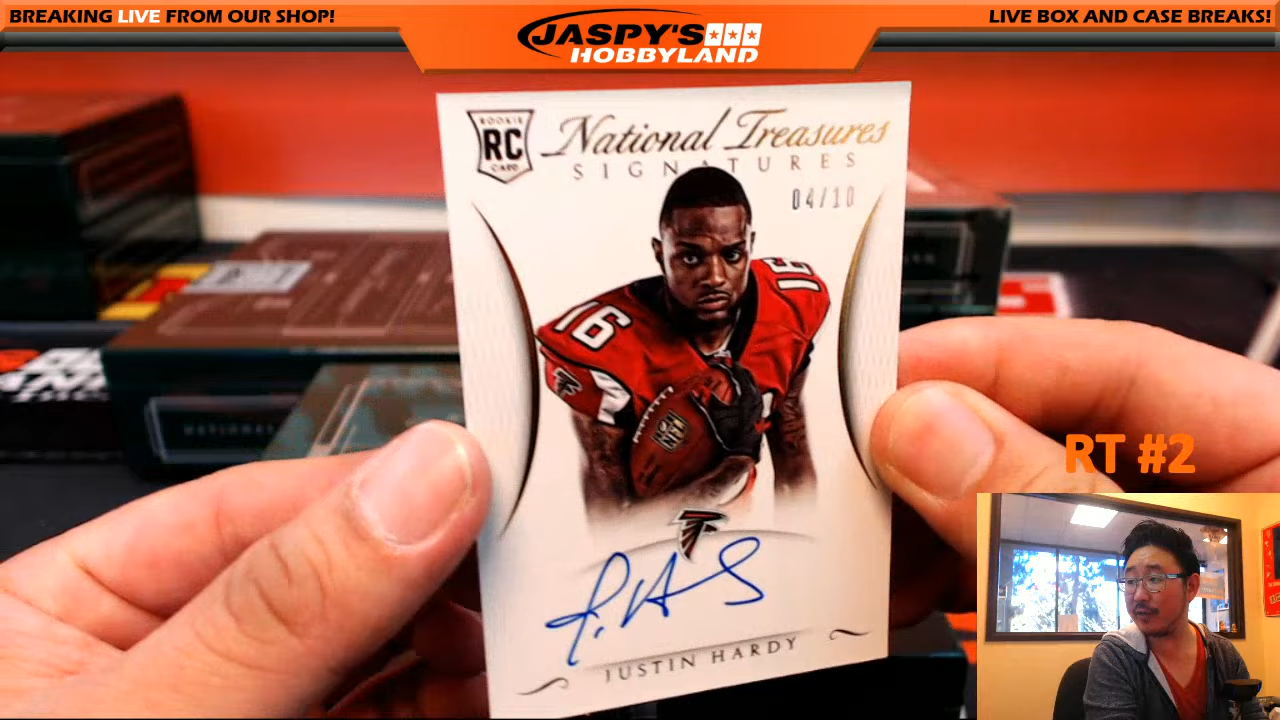 BREAKING LIVE FROM OUR SHOP!
JASPY'S
HOBBYLAND
LIVE BOX AND CASE BREAKS!
ROOKIE
RC
CARD
National Treasures
SIGNATURES
04/10
16
16
NFL
J. H
JUSTIN HARDY
RT #2